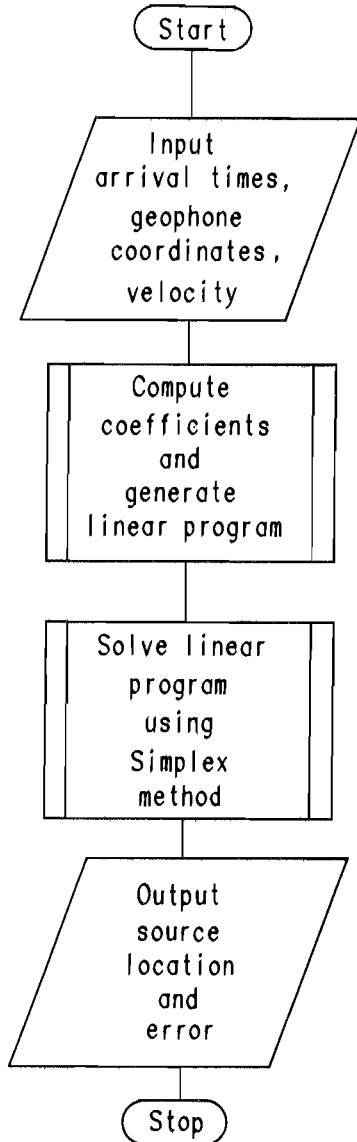 Start
Input
arrival times,
geophone
coordinates,
velocity
Compute
coefficients
and
generate
linear program
Solve linear
program
using
Simplex
method
Output
source
location
and
error
Stop